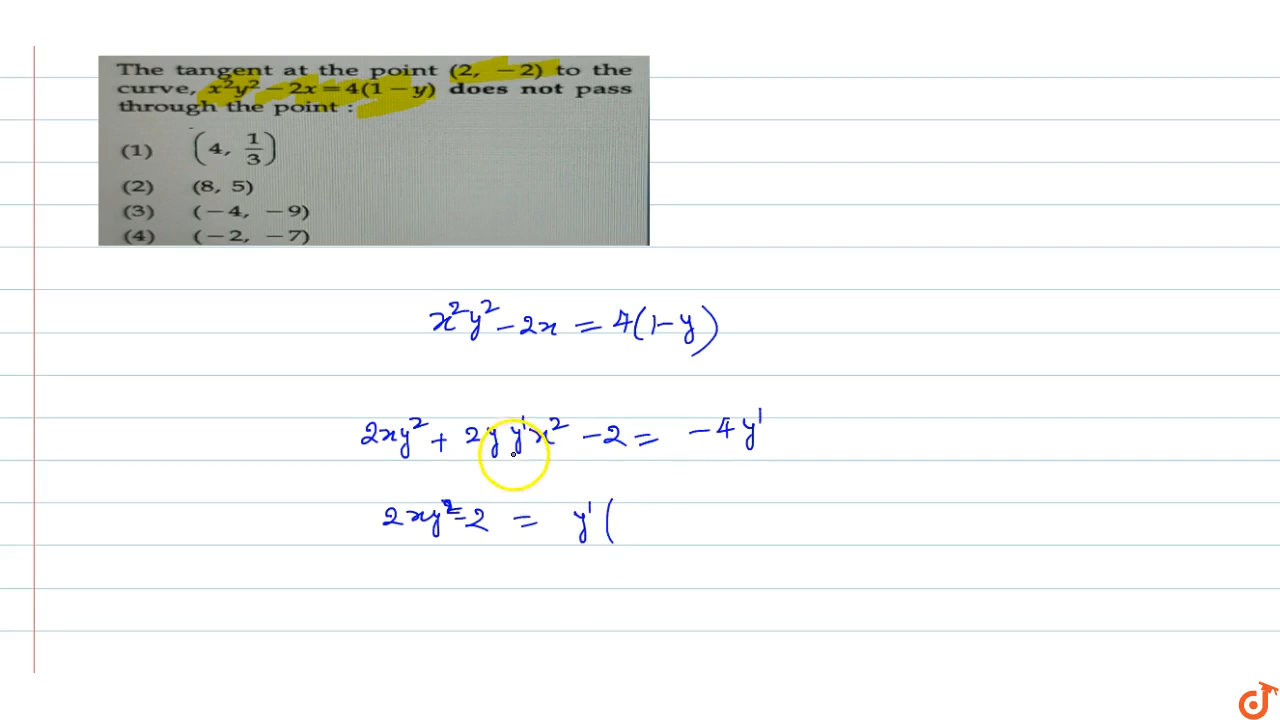 The tangent at the point (2, −2) to the
curve, x²y² − 2x = 4(1 − y) does not pass
through the point :
(1) (4, 1/3)
(2) (8, 5)
(3) (−4, −9)
(4) (−2, −7)
x²y² − 2x = 4(1 − y)
2xy² + 2y y'x² − 2 = −4y'
2xy² − 2 = y' (